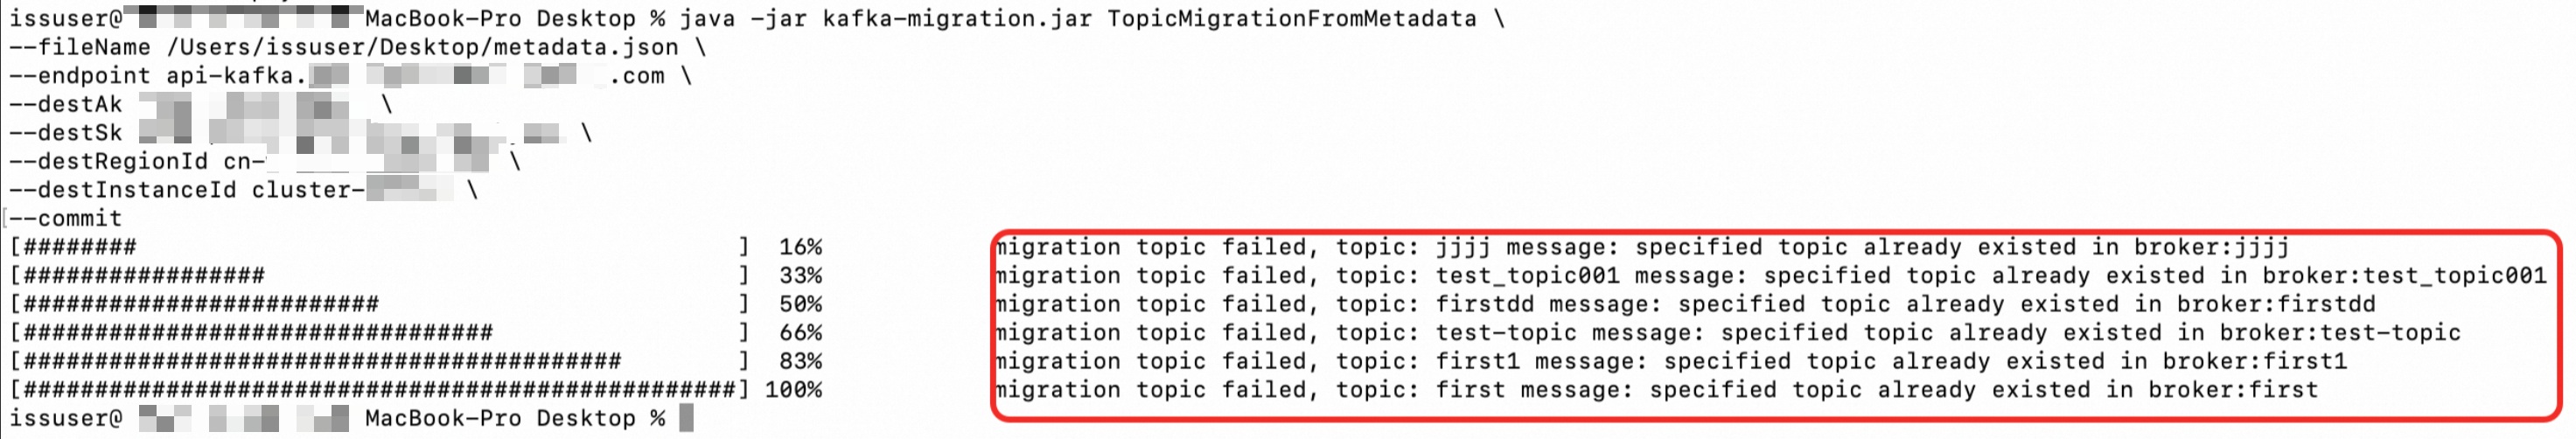 issuser@ MacBook-Pro Desktop % java -jar kafka-migration.jar TopicMigrationFromMetadata \
--fileName /Users/issuser/Desktop/metadata.json \
--endpoint api-kafka. .com \
--destAk \
--destSk \
--destRegionId cn- \
--destInstanceId cluster- \
[--commit
[######## ] 16% migration topic failed, topic: jjjj message: specified topic already existed in broker:jjjj
[################# ] 33% migration topic failed, topic: test_topic001 message: specified topic already existed in broker:test_topic001
[######################### ] 50% migration topic failed, topic: firstdd message: specified topic already existed in broker:firstdd
[################################# ] 66% migration topic failed, topic: test-topic message: specified topic already existed in broker:test-topic
[########################################## ] 83% migration topic failed, topic: first1 message: specified topic already existed in broker:first1
[##################################################] 100% migration topic failed, topic: first message: specified topic already existed in broker:first
issuser@ MacBook-Pro Desktop %